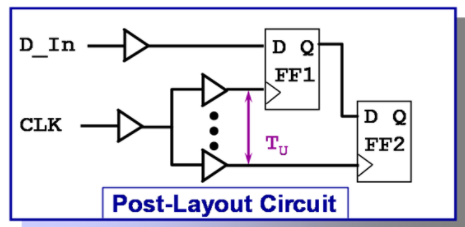 D_In
D Q
FF1
CLK
T_U
D Q
FF2
Post-Layout Circuit